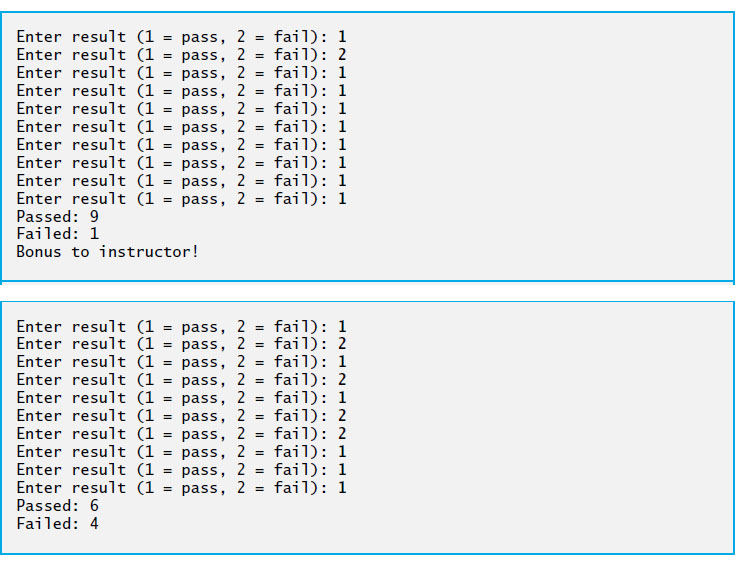 Enter result (1 = pass, 2 = fail): 1
Enter result (1 = pass, 2 = fail): 2
Enter result (1 = pass, 2 = fail): 1
Enter result (1 = pass, 2 = fail): 1
Enter result (1 = pass, 2 = fail): 1
Enter result (1 = pass, 2 = fail): 1
Enter result (1 = pass, 2 = fail): 1
Enter result (1 = pass, 2 = fail): 1
Enter result (1 = pass, 2 = fail): 1
Enter result (1 = pass, 2 = fail): 1
Passed: 9
Failed: 1
Bonus to instructor!
Enter result (1 = pass, 2 = fail): 1
Enter result (1 = pass, 2 = fail): 2
Enter result (1 = pass, 2 = fail): 1
Enter result (1 = pass, 2 = fail): 2
Enter result (1 = pass, 2 = fail): 1
Enter result (1 = pass, 2 = fail): 2
Enter result (1 = pass, 2 = fail): 2
Enter result (1 = pass, 2 = fail): 1
Enter result (1 = pass, 2 = fail): 1
Enter result (1 = pass, 2 = fail): 1
Passed: 6
Failed: 4